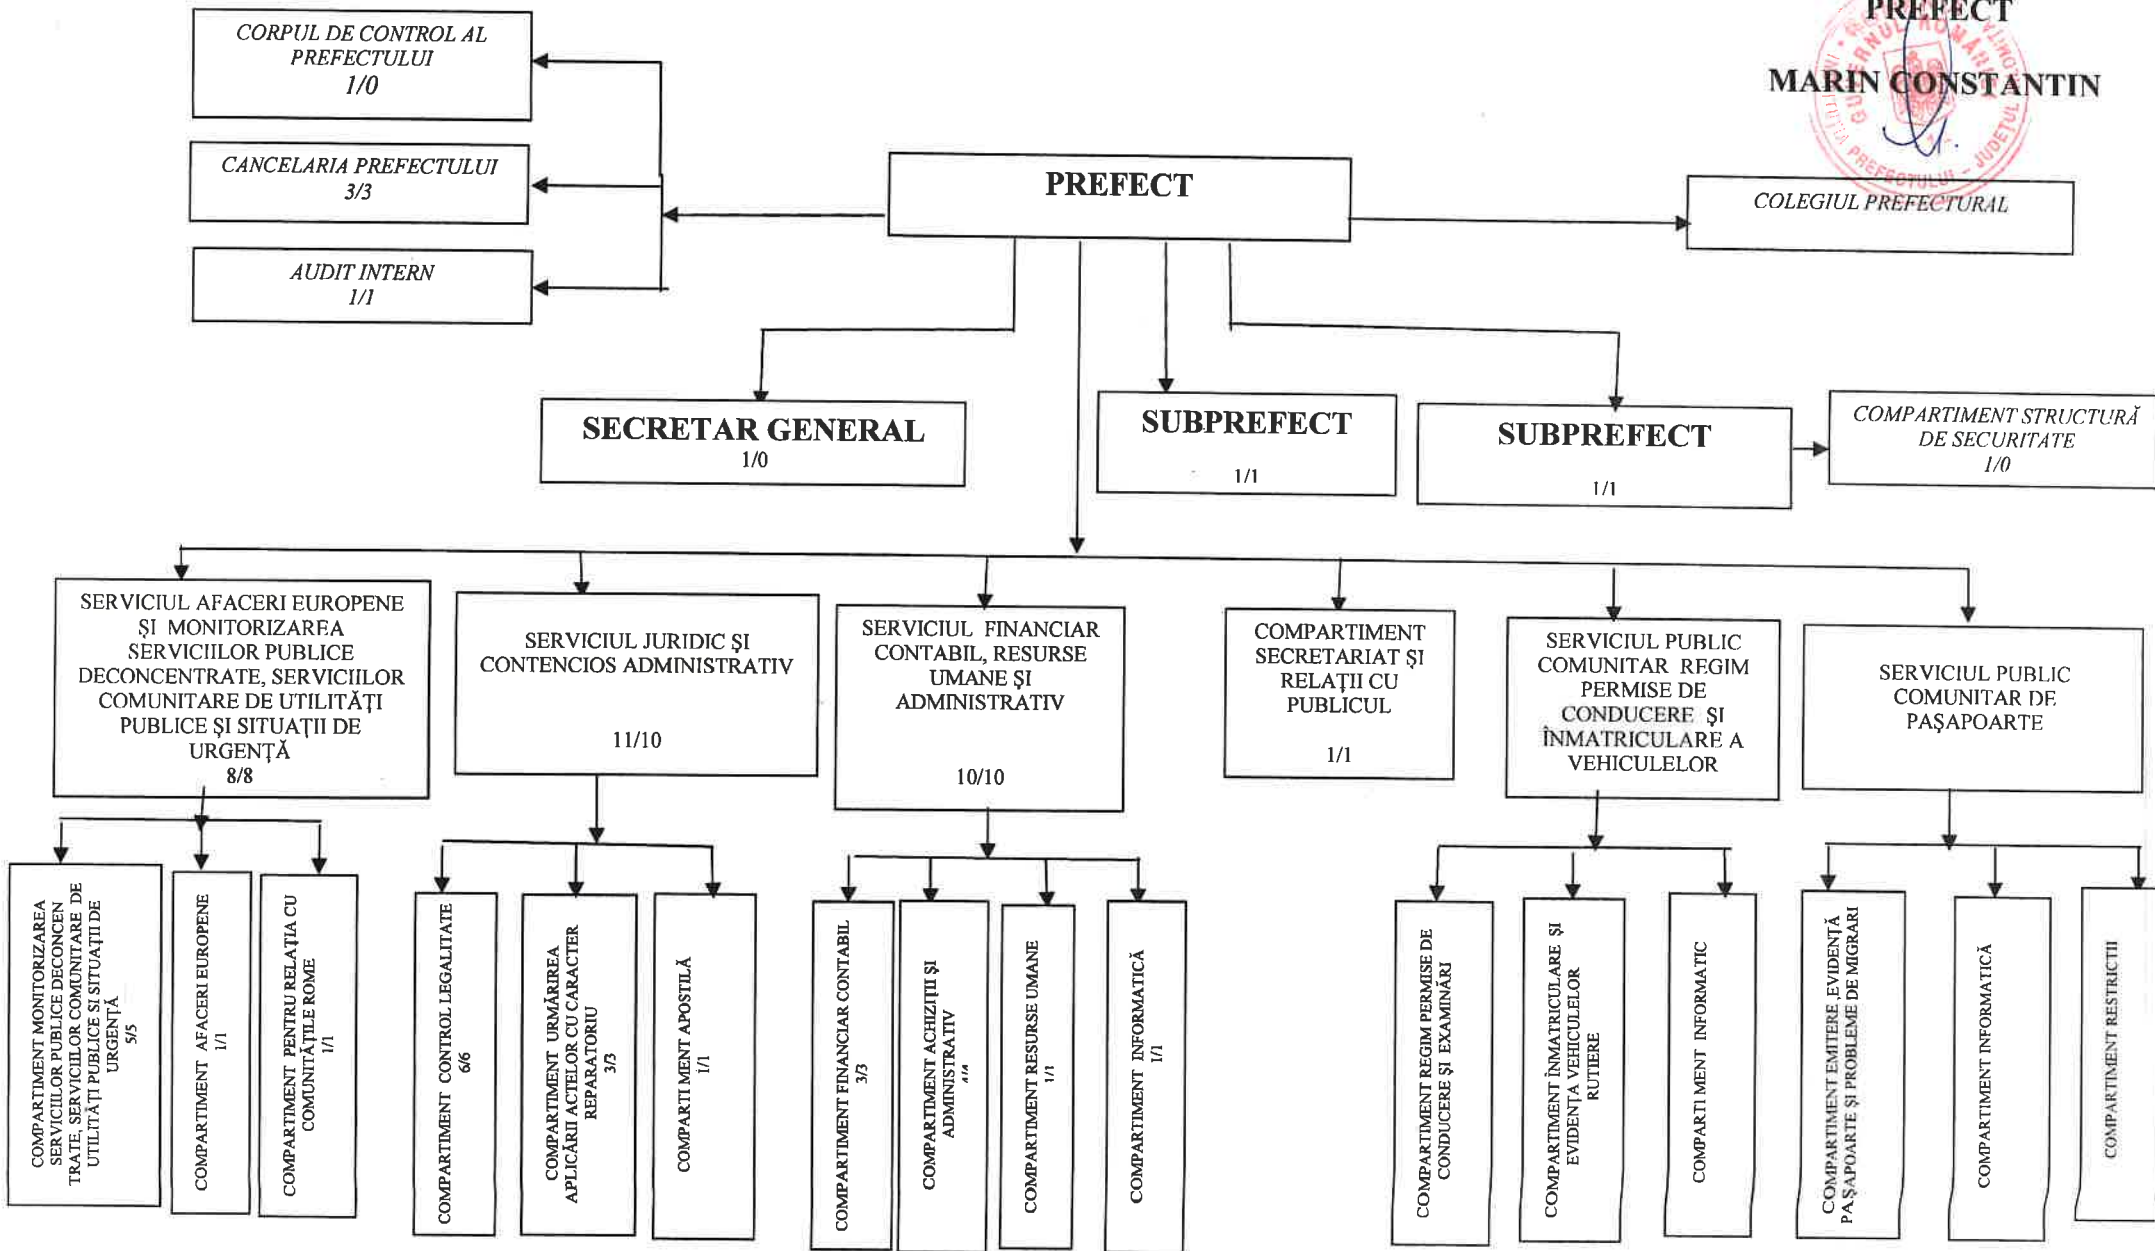 PREFECT
MARIN CONSTANTIN
GUVERNUL ROMÂNIEI
PREFECTULUI - JUDEŢUL
CORPUL DE CONTROL AL
PREFECTULUI
1/0
CANCELARIA PREFECTULUI
3/3
AUDIT INTERN
1/1
PREFECT
COLEGIUL PREFECTURAL
SECRETAR GENERAL
1/0
SUBPREFECT
1/1
SUBPREFECT
1/1
COMPARTIMENT STRUCTURĂ
DE SECURITATE
1/0
SERVICIUL AFACERI EUROPENE
ŞI MONITORIZAREA
SERVICIILOR PUBLICE
DECONCENTRATE, SERVICIILOR
COMUNITARE DE UTILITĂŢI
PUBLICE ŞI SITUAŢII DE
URGENŢĂ
8/8
SERVICIUL JURIDIC ŞI
CONTENCIOS ADMINISTRATIV
11/10
SERVICIUL FINANCIAR
CONTABIL, RESURSE
UMANE ŞI
ADMINISTRATIV
10/10
COMPARTIMENT
SECRETARIAT ŞI
RELAŢII CU
PUBLICUL
1/1
SERVICIUL PUBLIC
COMUNITAR REGIM
PERMISE DE
CONDUCERE ŞI
ÎNMATRICULARE A
VEHICULELOR
SERVICIUL PUBLIC
COMUNITAR DE
PAŞAPOARTE
COMPARTIMENT MONITORIZAREA
SERVICIILOR PUBLICE DECONCEN
TRATE, SERVICIILOR COMUNITARE DE
UTILITĂŢI PUBLICE SI SITUAŢII DE
URGENŢĂ
5/5
COMPARTIMENT AFACERI EUROPENE
1/1
COMPARTIMENT PENTRU RELAŢIA CU
COMUNITĂŢILE ROME
1/1
COMPARTIMENT CONTROL LEGALITATE
6/6
COMPARTIMENT URMĂRIREA
APLICĂRII ACTELOR CU CARACTER
REPARATORIU
3/3
COMPARTI MENT APOSTILĂ
1/1
COMPARTIMENT FINANCIAR CONTABIL
3/3
COMPARTIMENT ACHIZIŢII ŞI
ADMINISTRATIV
COMPARTIMENT RESURSE UMANE
1/1
COMPARTIMENT INFORMATICĂ
1/1
COMPARTIMENT REGIM PERMISE DE
CONDUCERE ŞI EXAMINĂRI
COMPARTIMENT ÎNMATRICULARE ŞI
EVIDENŢA VEHICULELOR
RUTIERE
COMPARTI MENT INFORMATIC
COMPARTIMENT EMITERE ,EVIDENŢĂ
PAŞAPOARTE ŞI PROBLEME DE MIGRARI
COMPARTIMENT INFORMATICĂ
COMPARTIMENT RESTRICTII